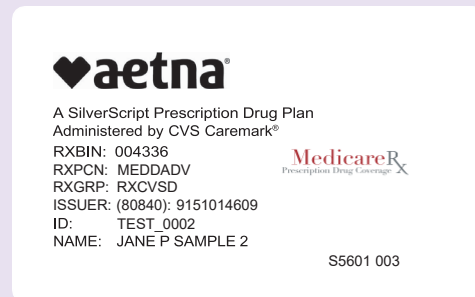 aetna®
A SilverScript Prescription Drug Plan
Administered by CVS Caremark®
RXBIN: 004336
RXPCN: MEDDADV
RXGRP: RXCVSD
ISSUER: (80840): 9151014609
ID: TEST_0002
NAME: JANE P SAMPLE 2
MedicareRx
Prescription Drug Coverage
S5601 003